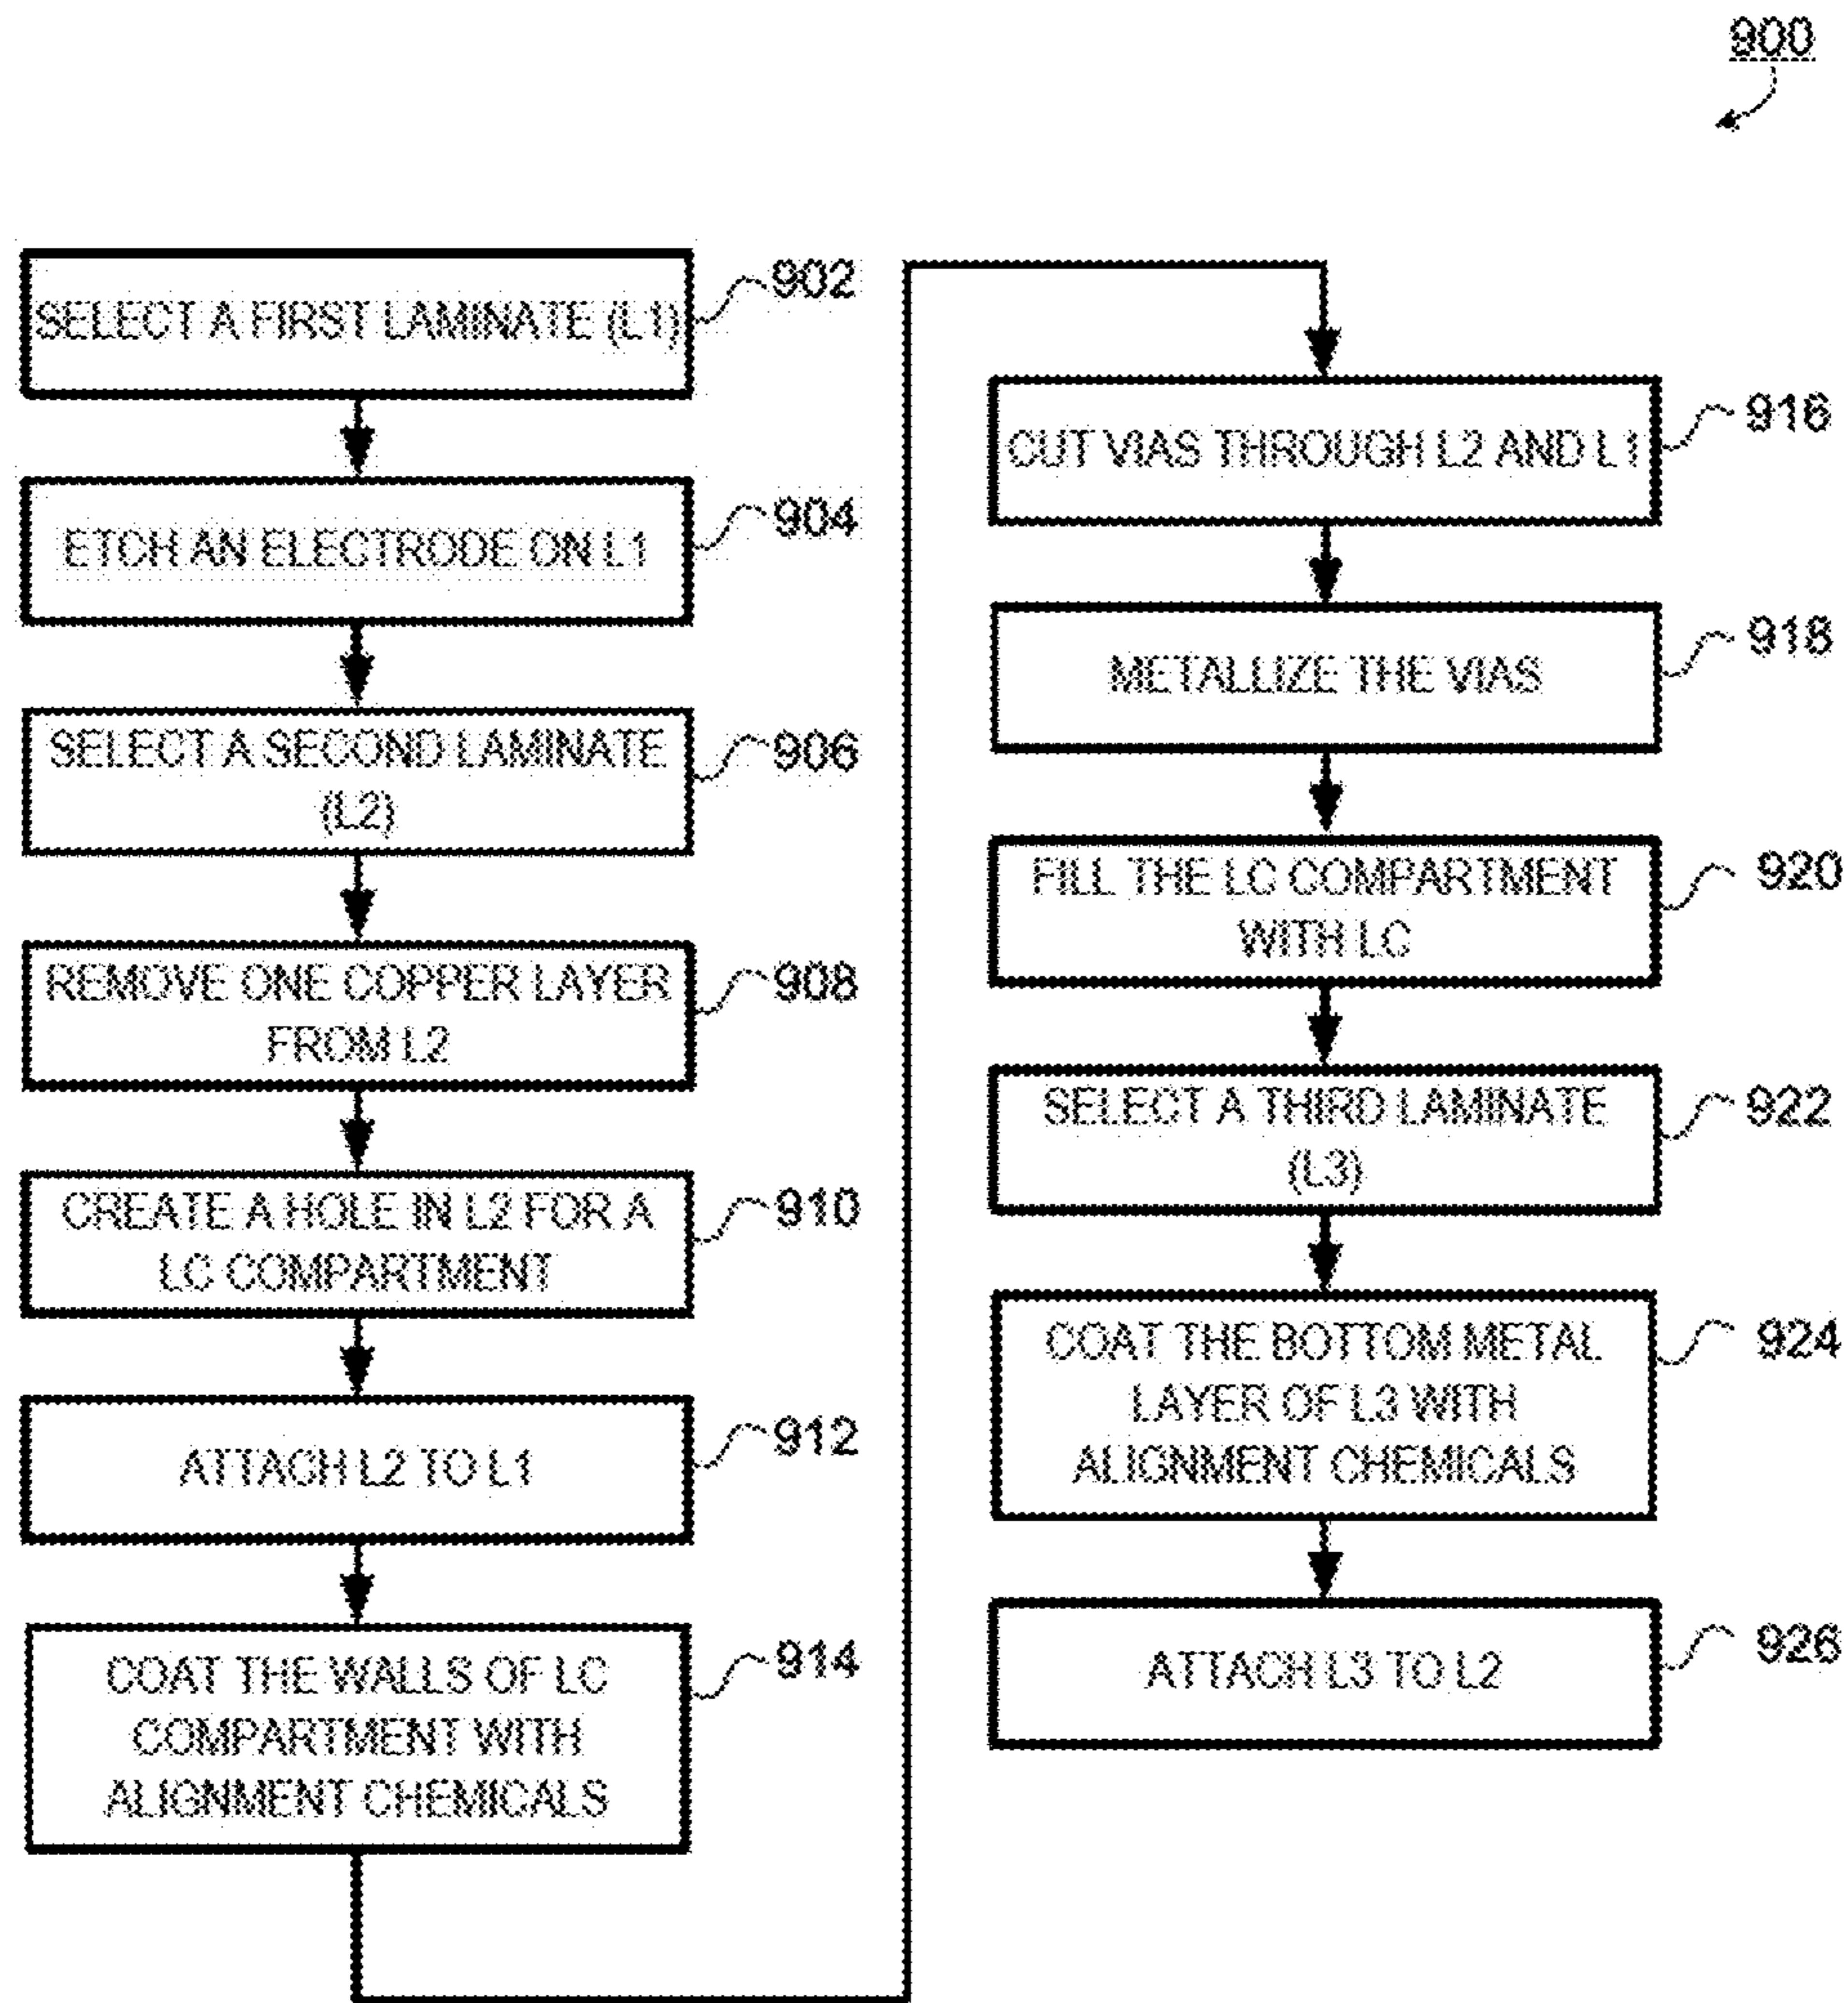 900
SELECT A FIRST LAMINATE (L1)
902
ETCH AN ELECTRODE ON L1
904
SELECT A SECOND LAMINATE
(L2)
906
REMOVE ONE COPPER LAYER
FROM L2
908
CREATE A HOLE IN L2 FOR A
LC COMPARTMENT
910
ATTACH L2 TO L1
912
COAT THE WALLS OF LC
COMPARTMENT WITH
ALIGNMENT CHEMICALS
914
CUT VIAS THROUGH L2 AND L1
916
METALLIZE THE VIAS
918
FILL THE LC COMPARTMENT
WITH LC
920
SELECT A THIRD LAMINATE
(L3)
922
COAT THE BOTTOM METAL
LAYER OF L3 WITH
ALIGNMENT CHEMICALS
924
ATTACH L3 TO L2
926